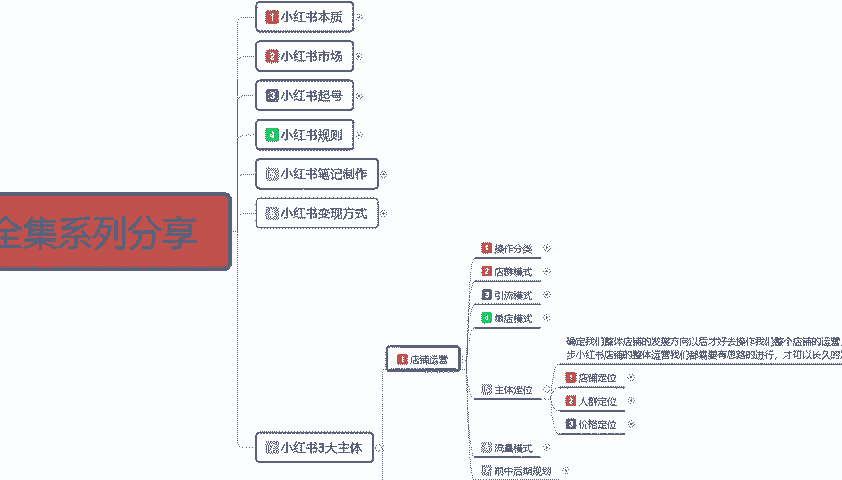 全集系列分享
1 小红书本质
2 小红书市场
3 小红书起号
4 小红书规则
小红书笔记制作
小红书变现方式
小红书3大主体
1 店铺运营
1 操作分类
2 店群模式
3 引流模式
4 做店模式
主体定位
确定我们整体店铺的发展方向以后才好去操作我们整个店铺的运营
步小红书店铺的整体运营我们都需要有思路的进行，才可以长久的
1 店铺定位
2 人群定位
3 价格定位
流量模式
前中后期规划